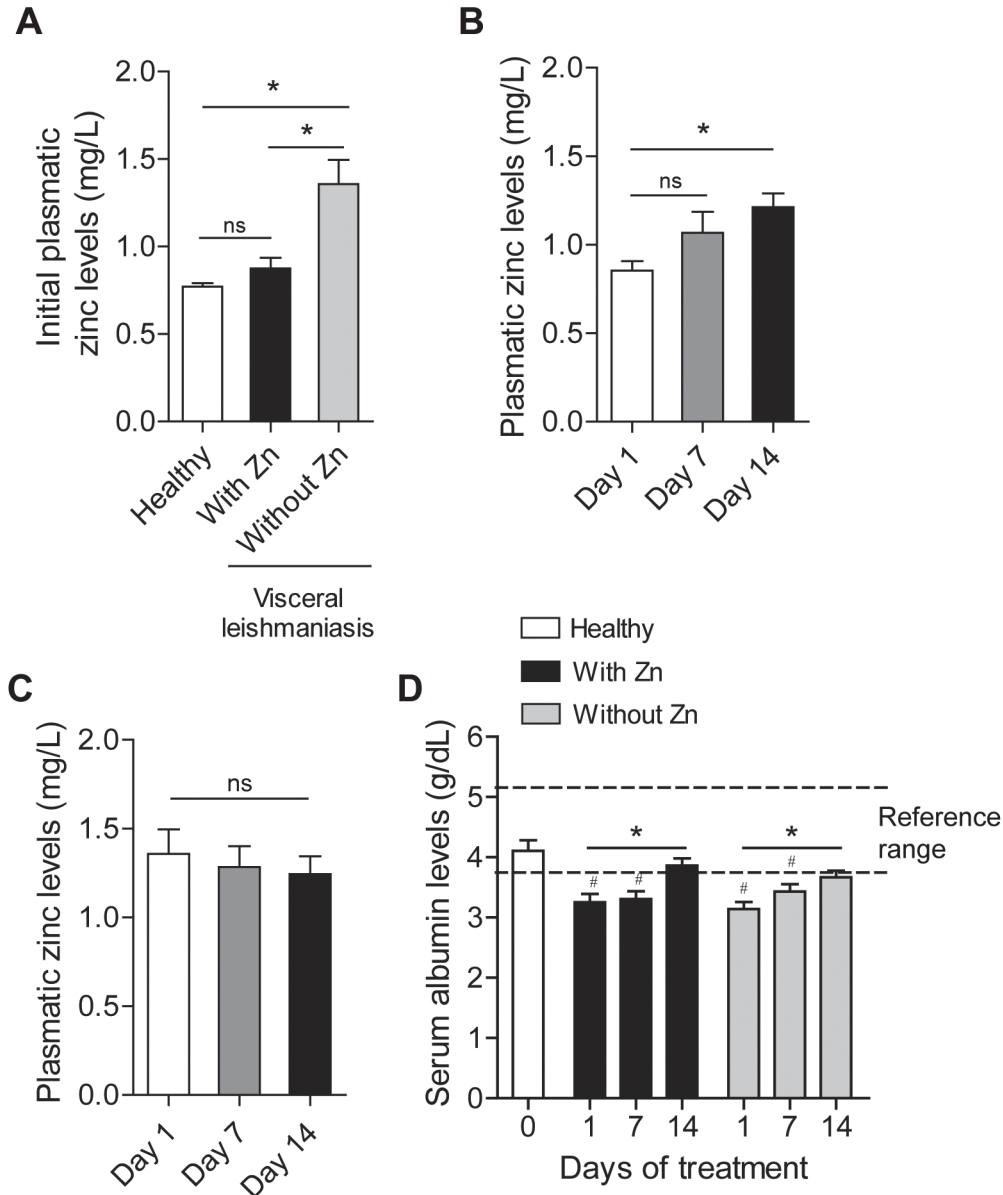 A
Initial plasmatic
zinc levels (mg/L)
2.0
1.5
1.0
0.5
0.0
*
*
ns
Healthy
With Zn
Without Zn
Visceral
leishmaniasis
B
Plasmatic zinc levels (mg/L)
2.0
1.5
1.0
0.5
0.0
*
ns
Day 1
Day 7
Day 14
C
Plasmatic zinc levels (mg/L)
2.0
1.5
1.0
0.5
0.0
ns
Day 1
Day 7
Day 14
Healthy
With Zn
Without Zn
D
Serum albumin levels (g/dL)
6
5
4
3
2
1
0
* *
# # # #
Reference
range
0 1 7 14 1 7 14
Days of treatment